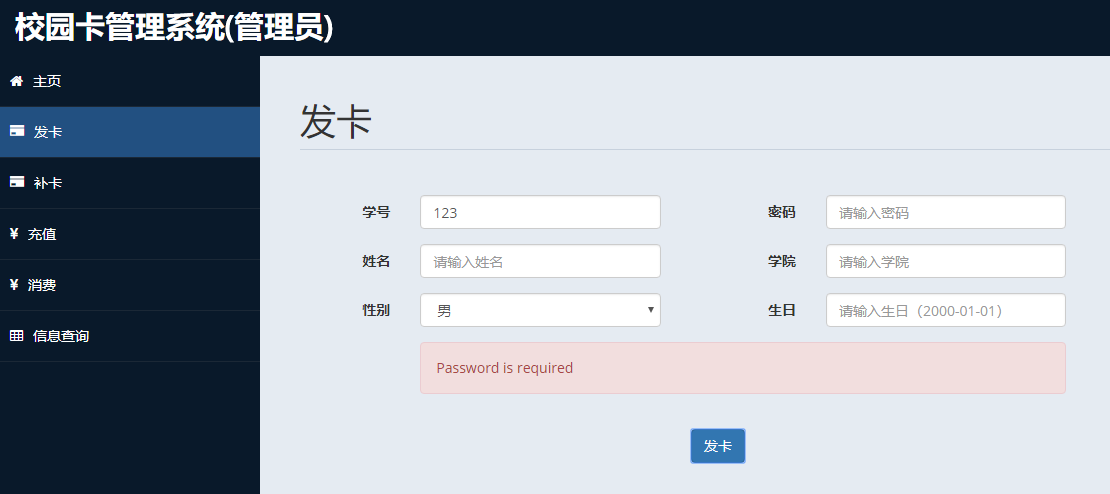 校园卡管理系统(管理员)
主页
发卡
补卡
¥ 充值
¥ 消费
信息查询
发卡
学号 123 密码 请输入密码
姓名 请输入姓名 学院 请输入学院
性别 男 生日 请输入生日（2000-01-01）
Password is required
发卡